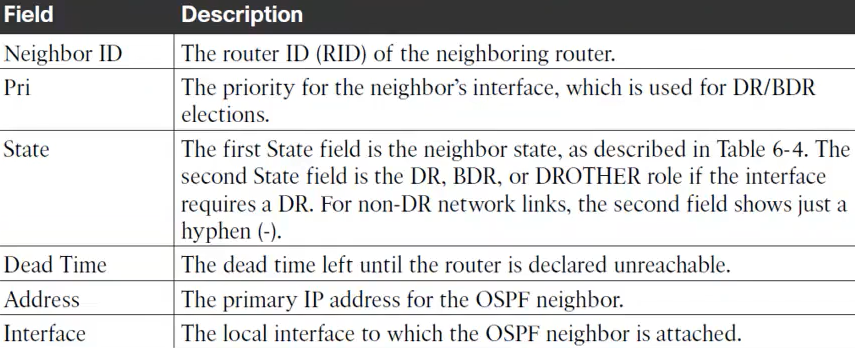 Field Description
Neighbor ID The router ID (RID) of the neighboring router.
Pri The priority for the neighbor's interface, which is used for DR/BDR
elections.
State The first State field is the neighbor state, as described in Table 6-4. The
second State field is the DR, BDR, or DROTHER role if the interface
requires a DR. For non-DR network links, the second field shows just a
hyphen (-).
Dead Time The dead time left until the router is declared unreachable.
Address The primary IP address for the OSPF neighbor.
Interface The local interface to which the OSPF neighbor is attached.